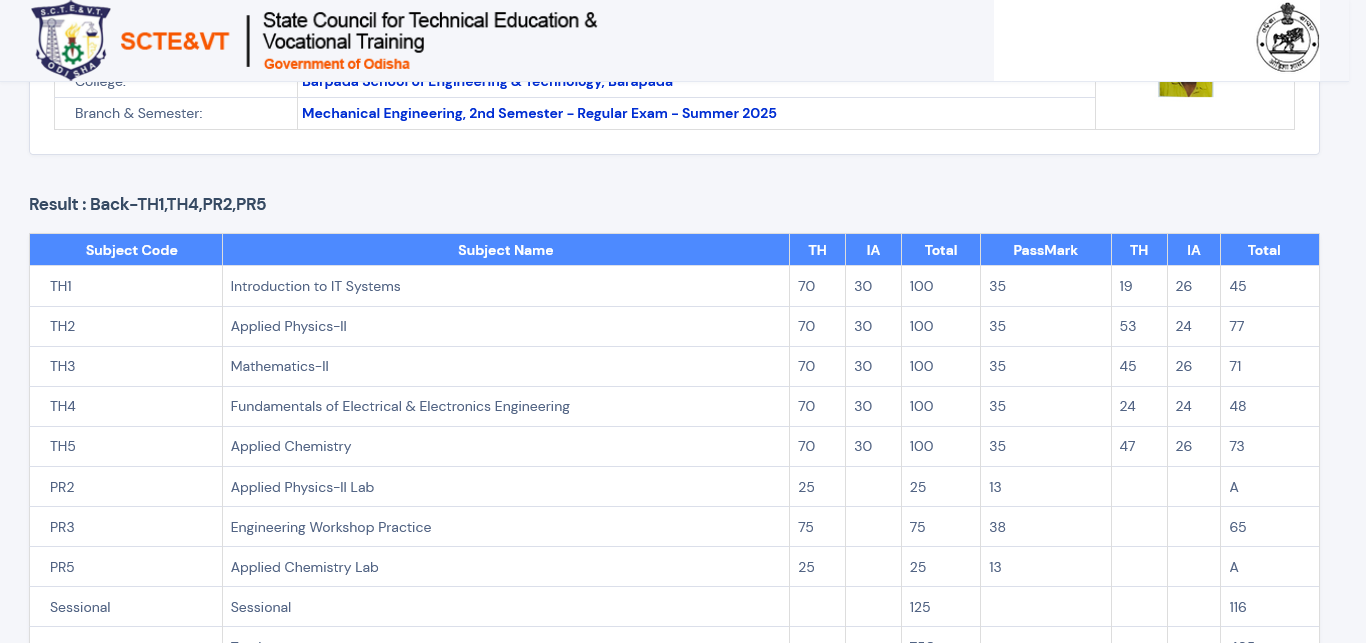 S.C.T.E.&V.T.
ODISHA
SCTE&VT
State Council for Technical Education &
Vocational Training
Government of Odisha
College: Barpada School of Engineering & Technology, Barapada
Branch & Semester: Mechanical Engineering, 2nd Semester - Regular Exam - Summer 2025
Result : Back-TH1,TH4,PR2,PR5
Subject Code Subject Name TH IA Total PassMark TH IA Total
TH1 Introduction to IT Systems 70 30 100 35 19 26 45
TH2 Applied Physics-II 70 30 100 35 53 24 77
TH3 Mathematics-II 70 30 100 35 45 26 71
TH4 Fundamentals of Electrical & Electronics Engineering 70 30 100 35 24 24 48
TH5 Applied Chemistry 70 30 100 35 47 26 73
PR2 Applied Physics-II Lab 25 25 13 A
PR3 Engineering Workshop Practice 75 75 38 65
PR5 Applied Chemistry Lab 25 25 13 A
Sessional Sessional 125 116